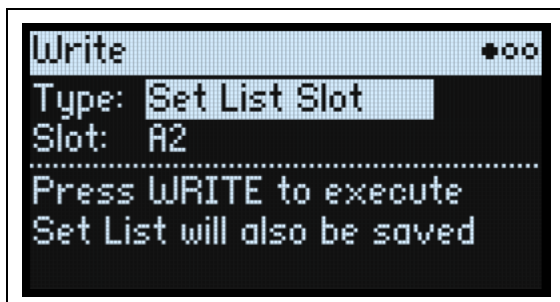 Write
Type: Set List Slot
Slot: A2
Press WRITE to execute
Set List will also be saved